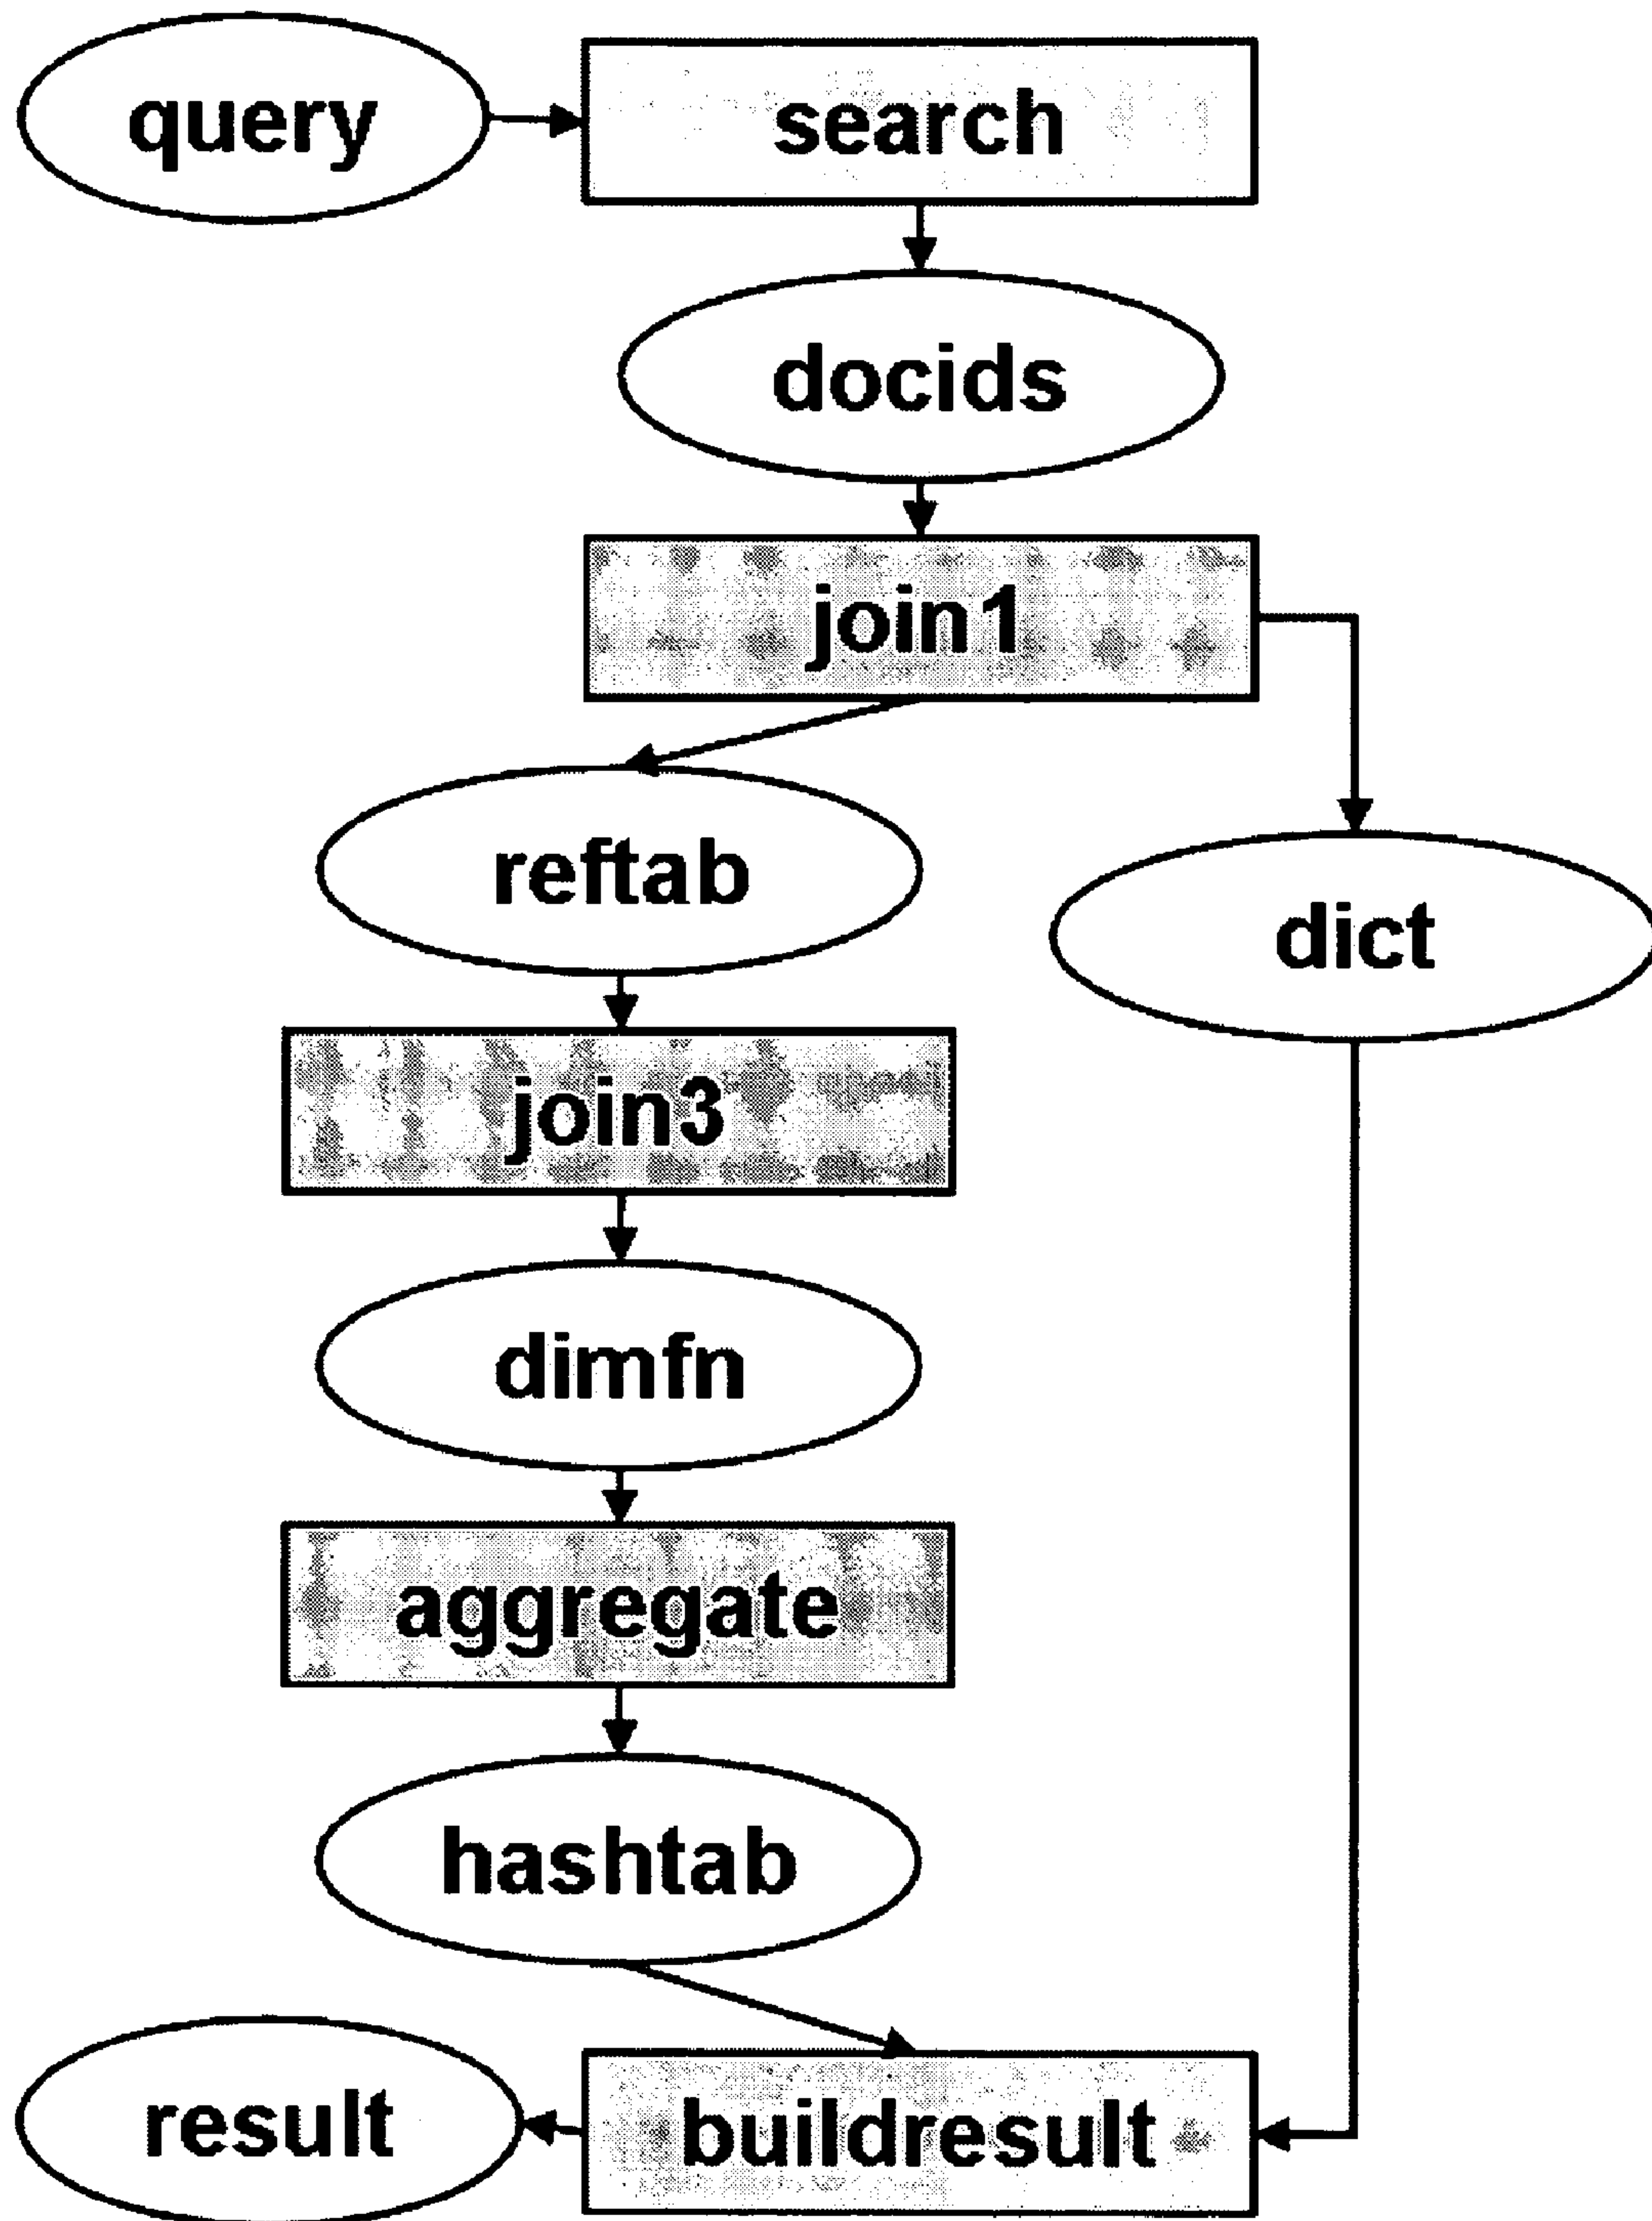 query
search
docids
join1
reftab
dict
join3
dimfn
aggregate
hashtab
result
buildresult